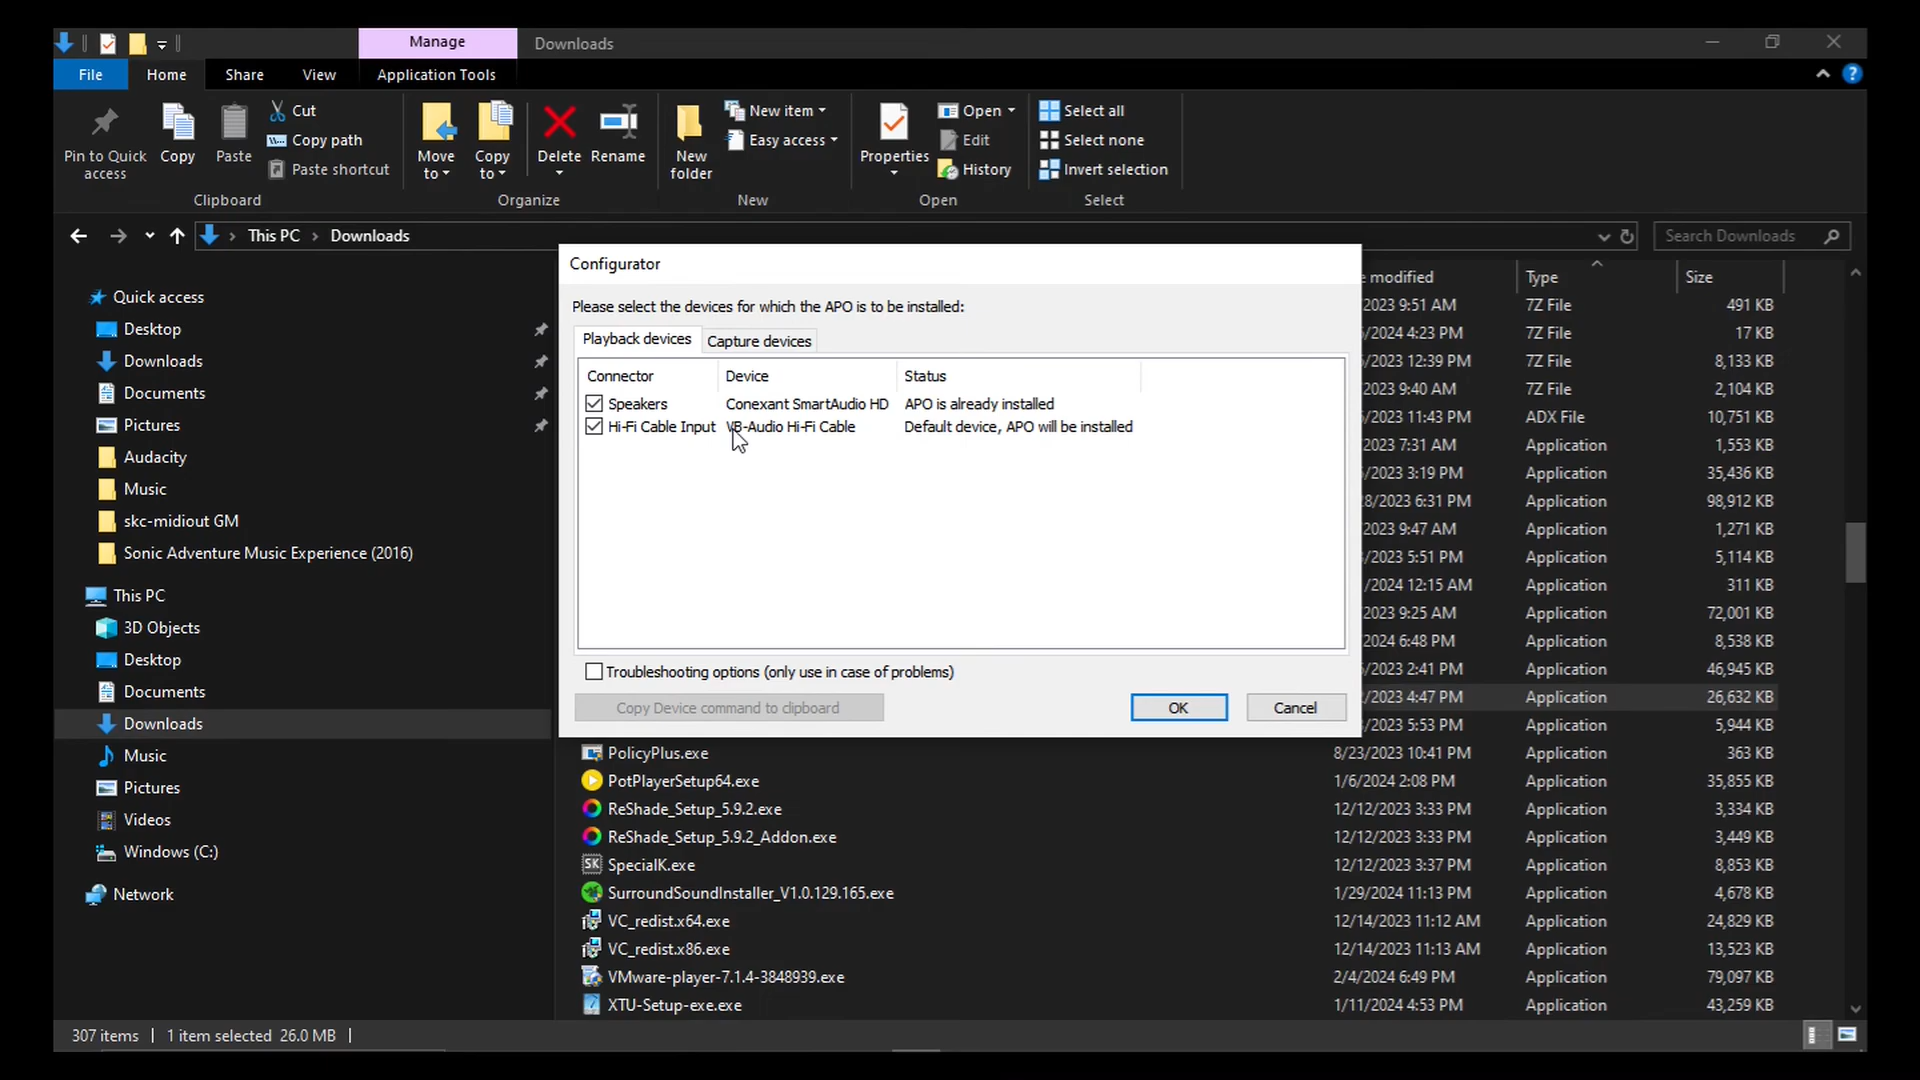 Manage
Downloads
File
Home
Share
View
Application Tools
Pin to Quick access
Copy
Paste
Cut
Copy path
Paste shortcut
Clipboard
Move to
Copy to
Delete
Rename
Organize
New folder
New item
Easy access
New
Properties
Open
Edit
History
Open
Select all
Select none
Invert selection
Select
This PC > Downloads
Search Downloads
Quick access
Desktop
Downloads
Documents
Pictures
Audacity
Music
skc-midiout GM
Sonic Adventure Music Experience (2016)
This PC
3D Objects
Desktop
Documents
Downloads
Music
Pictures
Videos
Windows (C:)
Network
Configurator
Please select the devices for which the APO is to be installed:
Playback devices
Capture devices
Connector Device Status
Speakers Conexant SmartAudio HD APO is already installed
Hi-Fi Cable Input VB-Audio Hi-Fi Cable Default device, APO will be installed
Troubleshooting options (only use in case of problems)
Copy Device command to clipboard
OK
Cancel
modified Type Size
2023 9:51 AM 7Z File 491 KB
2024 4:23 PM 7Z File 17 KB
2023 12:39 PM 7Z File 8,133 KB
2023 9:40 AM 7Z File 2,104 KB
2023 11:43 PM ADX File 10,751 KB
2023 7:31 AM Application 1,553 KB
2023 3:19 PM Application 35,436 KB
28/2023 6:31 PM Application 98,912 KB
2023 9:47 AM Application 1,271 KB
2023 5:51 PM Application 5,114 KB
2024 12:15 AM Application 311 KB
2023 9:25 AM Application 72,001 KB
2024 6:48 PM Application 8,538 KB
2023 2:41 PM Application 46,945 KB
2023 4:47 PM Application 26,632 KB
2023 5:53 PM Application 5,944 KB
PolicyPlus.exe 8/23/2023 10:41 PM Application 363 KB
PotPlayerSetup64.exe 1/6/2024 2:08 PM Application 35,855 KB
ReShade_Setup_5.9.2.exe 12/12/2023 3:33 PM Application 3,334 KB
ReShade_Setup_5.9.2_Addon.exe 12/12/2023 3:33 PM Application 3,449 KB
SK SpecialK.exe 12/12/2023 3:37 PM Application 8,853 KB
SurroundSoundInstaller_V1.0.129.165.exe 1/29/2024 11:13 PM Application 4,678 KB
VC_redist.x64.exe 12/14/2023 11:12 AM Application 24,829 KB
VC_redist.x86.exe 12/14/2023 11:13 AM Application 13,523 KB
VMware-player-7.1.4-3848939.exe 2/4/2024 6:49 PM Application 79,097 KB
XTU-Setup-exe.exe 1/11/2024 4:53 PM Application 43,259 KB
307 items 1 item selected 26.0 MB